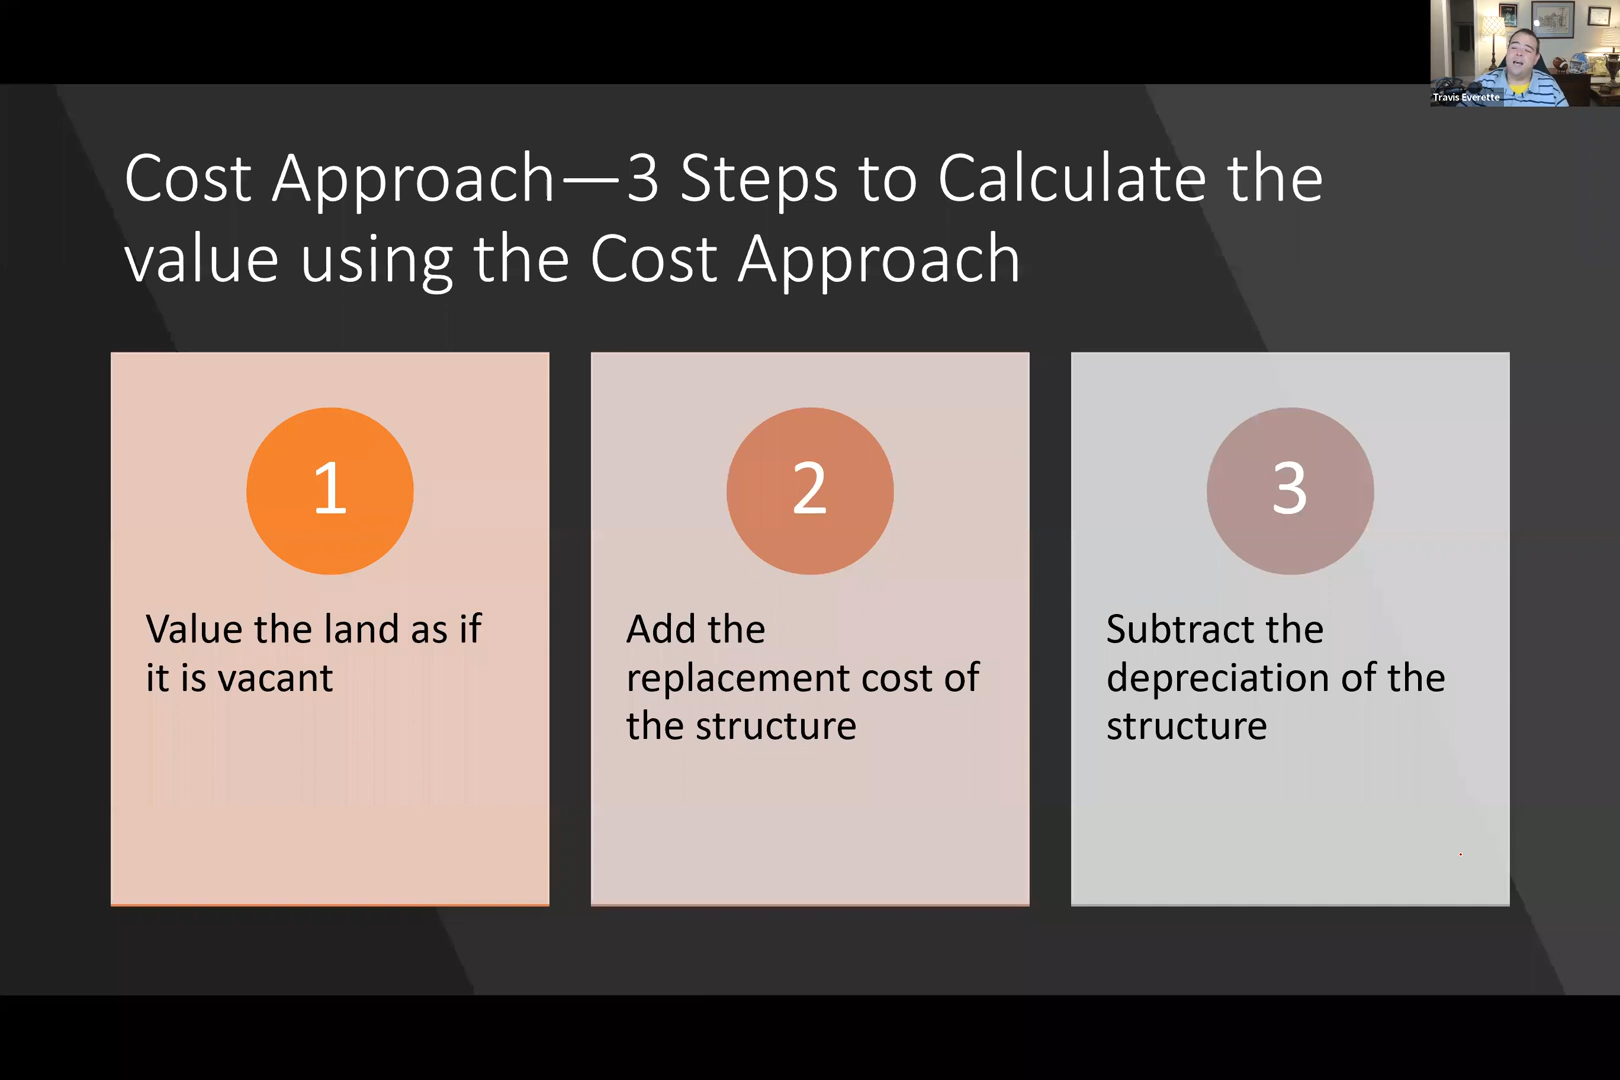 Travis Everette
Cost Approach—3 Steps to Calculate the
value using the Cost Approach
1
Value the land as if
it is vacant
2
Add the
replacement cost of
the structure
3
Subtract the
depreciation of the
structure